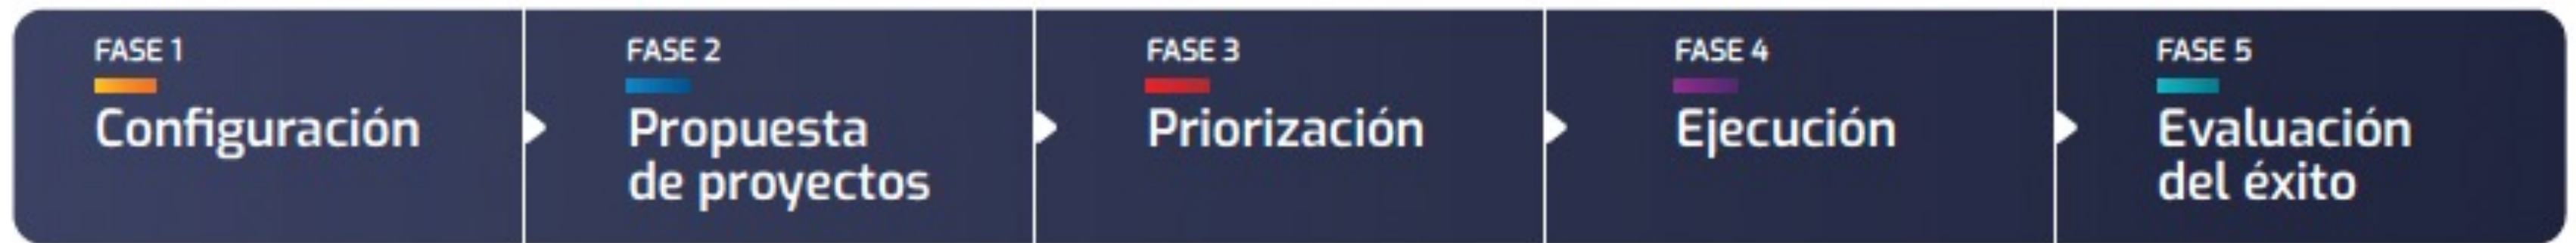 FASE 1
Configuración
FASE 2
Propuesta
de proyectos
FASE 3
Priorización
FASE 4
Ejecución
FASE 5
Evaluación
del éxito